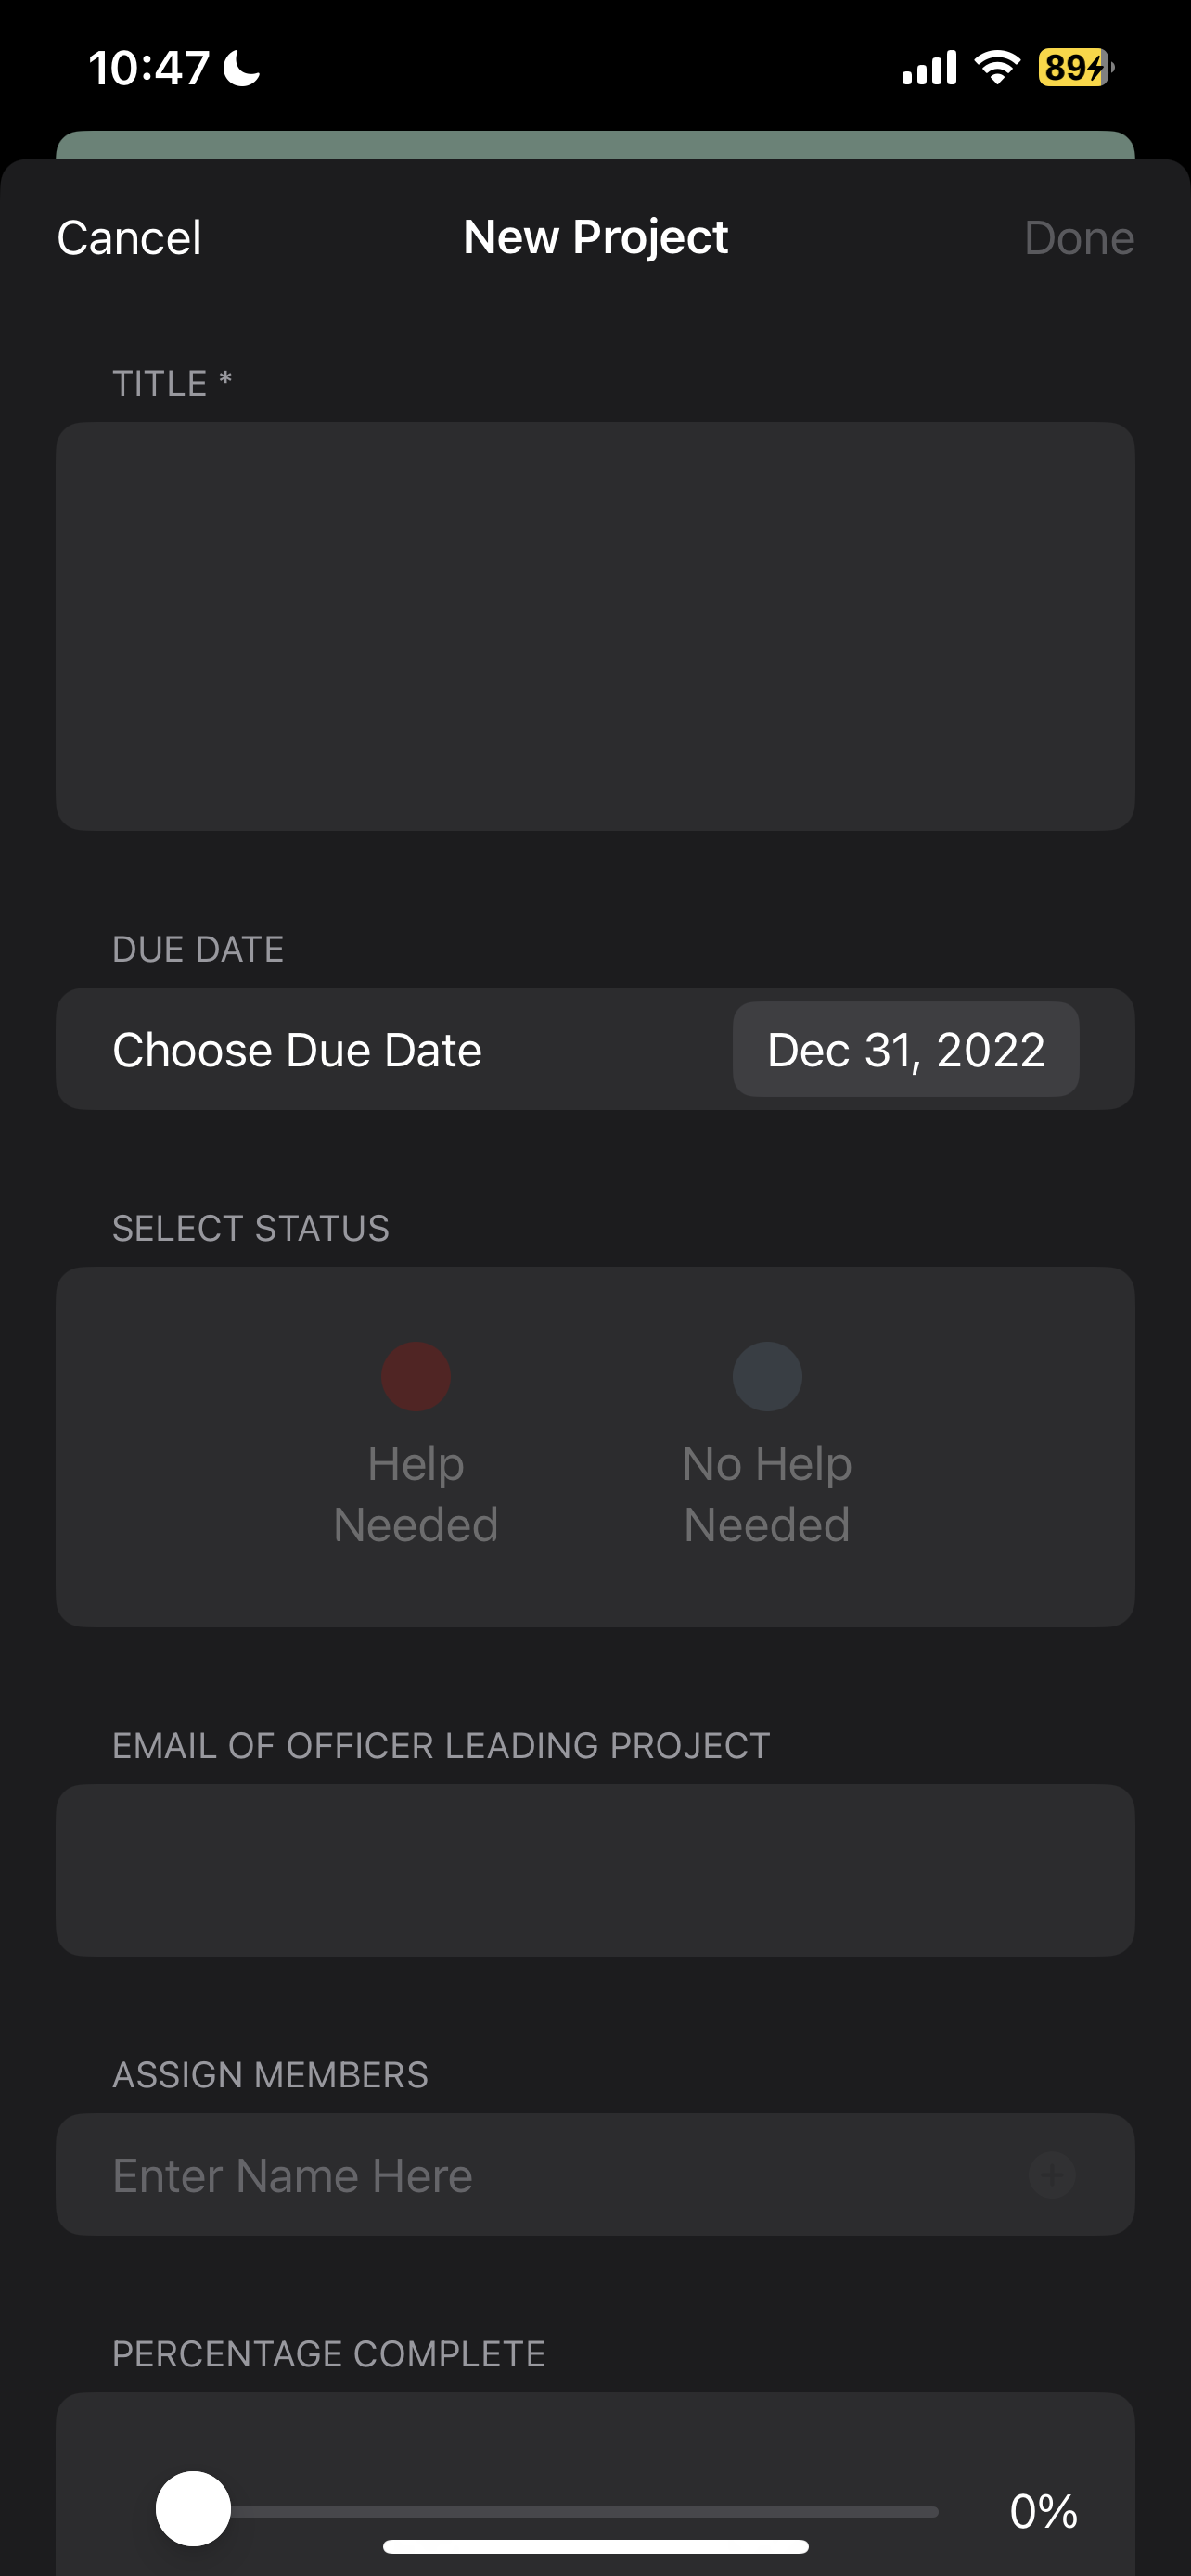 10:47
89
Cancel
New Project
Done
TITLE *
DUE DATE
Choose Due Date
Dec 31, 2022
SELECT STATUS
Help
Needed
No Help
Needed
EMAIL OF OFFICER LEADING PROJECT
ASSIGN MEMBERS
Enter Name Here
PERCENTAGE COMPLETE
0%